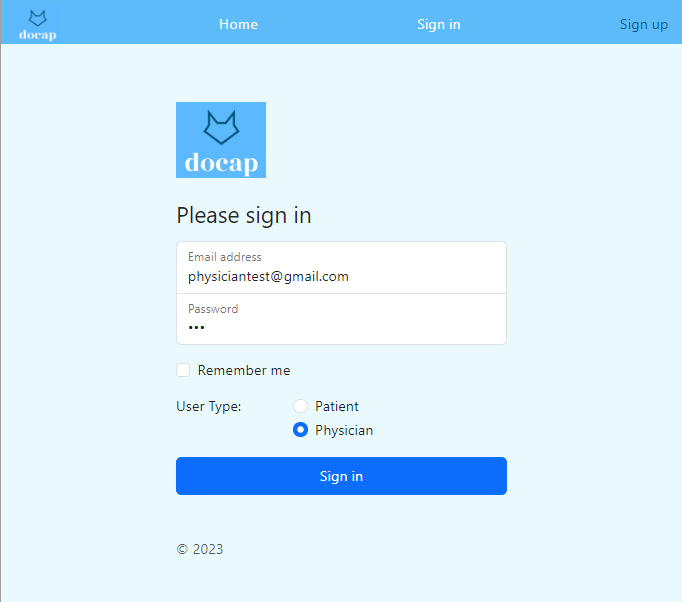 docap
Home Sign in Sign up
docap
Please sign in
Email address
physiciantest@gmail.com
Password
•••
Remember me
User Type: Patient
Physician
Sign in
© 2023